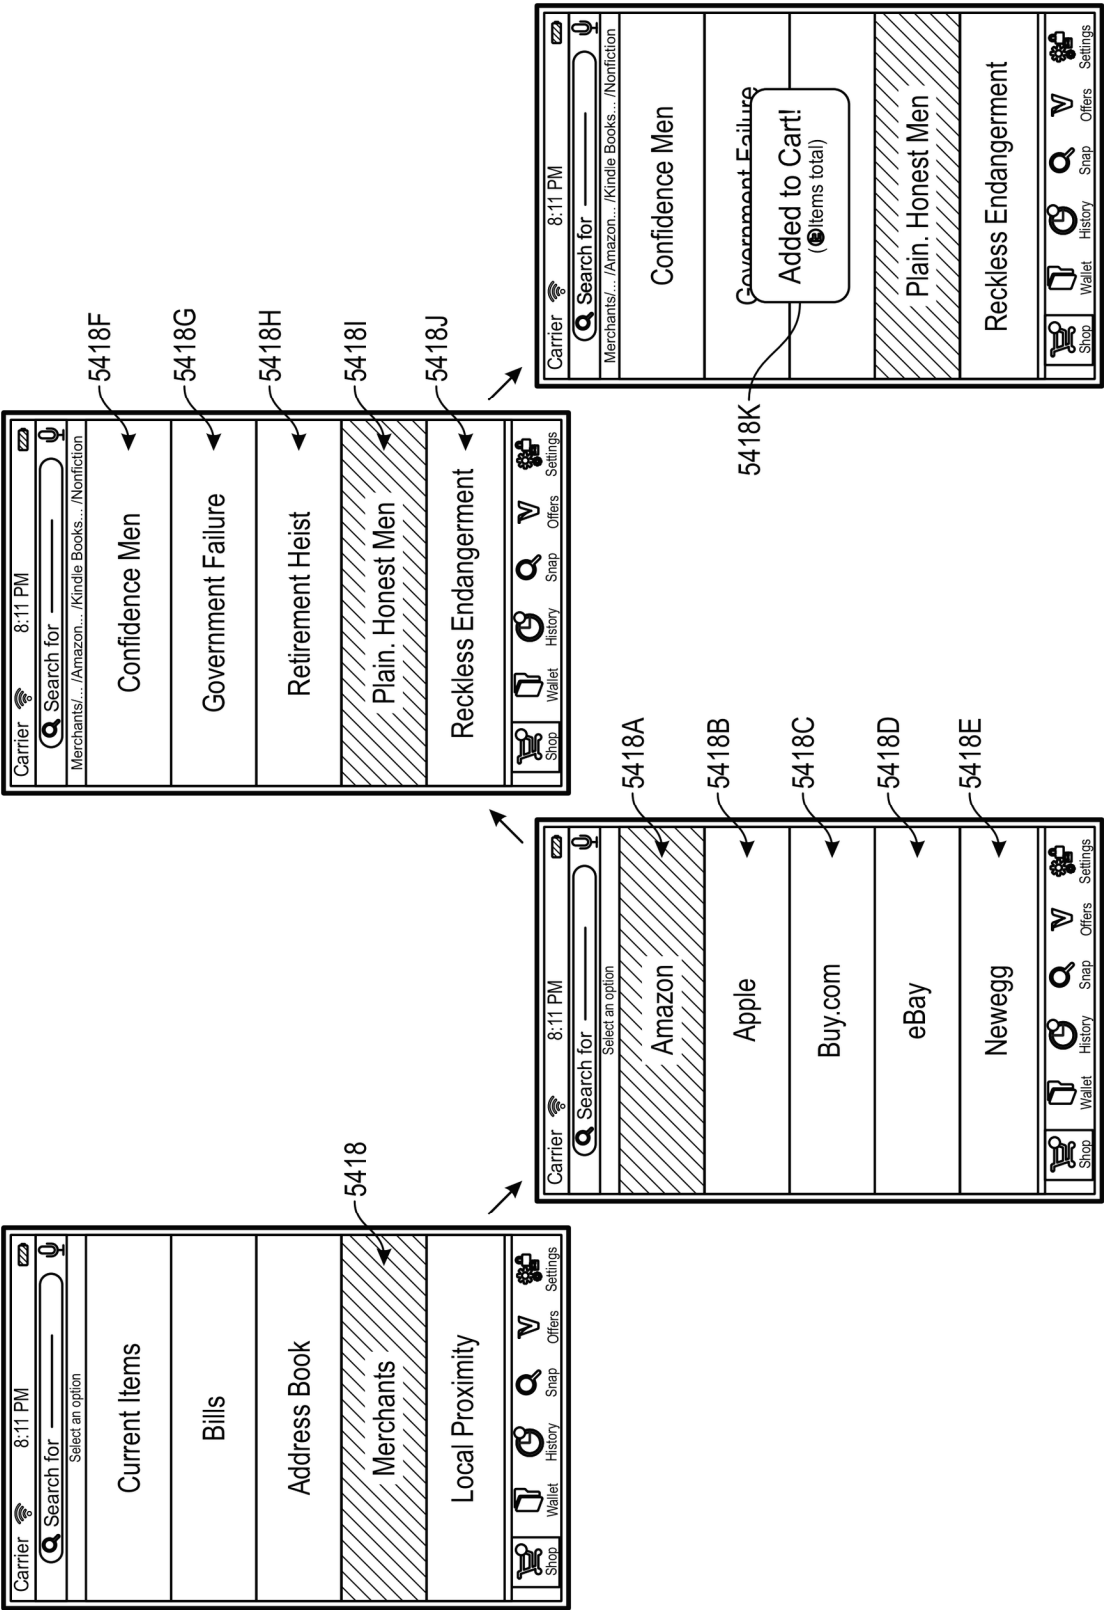 Carrier 8:11 PM
Search for
Select an option
Current Items
Bills
Address Book
Merchants
Local Proximity
Shop Wallet History Snap Offers Settings
5418
Carrier 8:11 PM
Search for
Select an option
Amazon
Apple
Buy.com
eBay
Newegg
Shop Wallet History Snap Offers Settings
5418A
5418B
5418C
5418D
5418E
Carrier 8:11 PM
Search for
Merchants/... /Amazon... /Kindle Books... /Nonfiction
Confidence Men
Government Failure
Retirement Heist
Plain. Honest Men
Reckless Endangerment
Shop Wallet History Snap Offers Settings
5418F
5418G
5418H
5418I
5418J
Carrier 8:11 PM
Search for
Merchants/... /Amazon... /Kindle Books... /Nonfiction
Confidence Men
Government Failure
Added to Cart!
Items total)
Plain. Honest Men
Reckless Endangerment
Shop Wallet History Snap Offers Settings
5418K